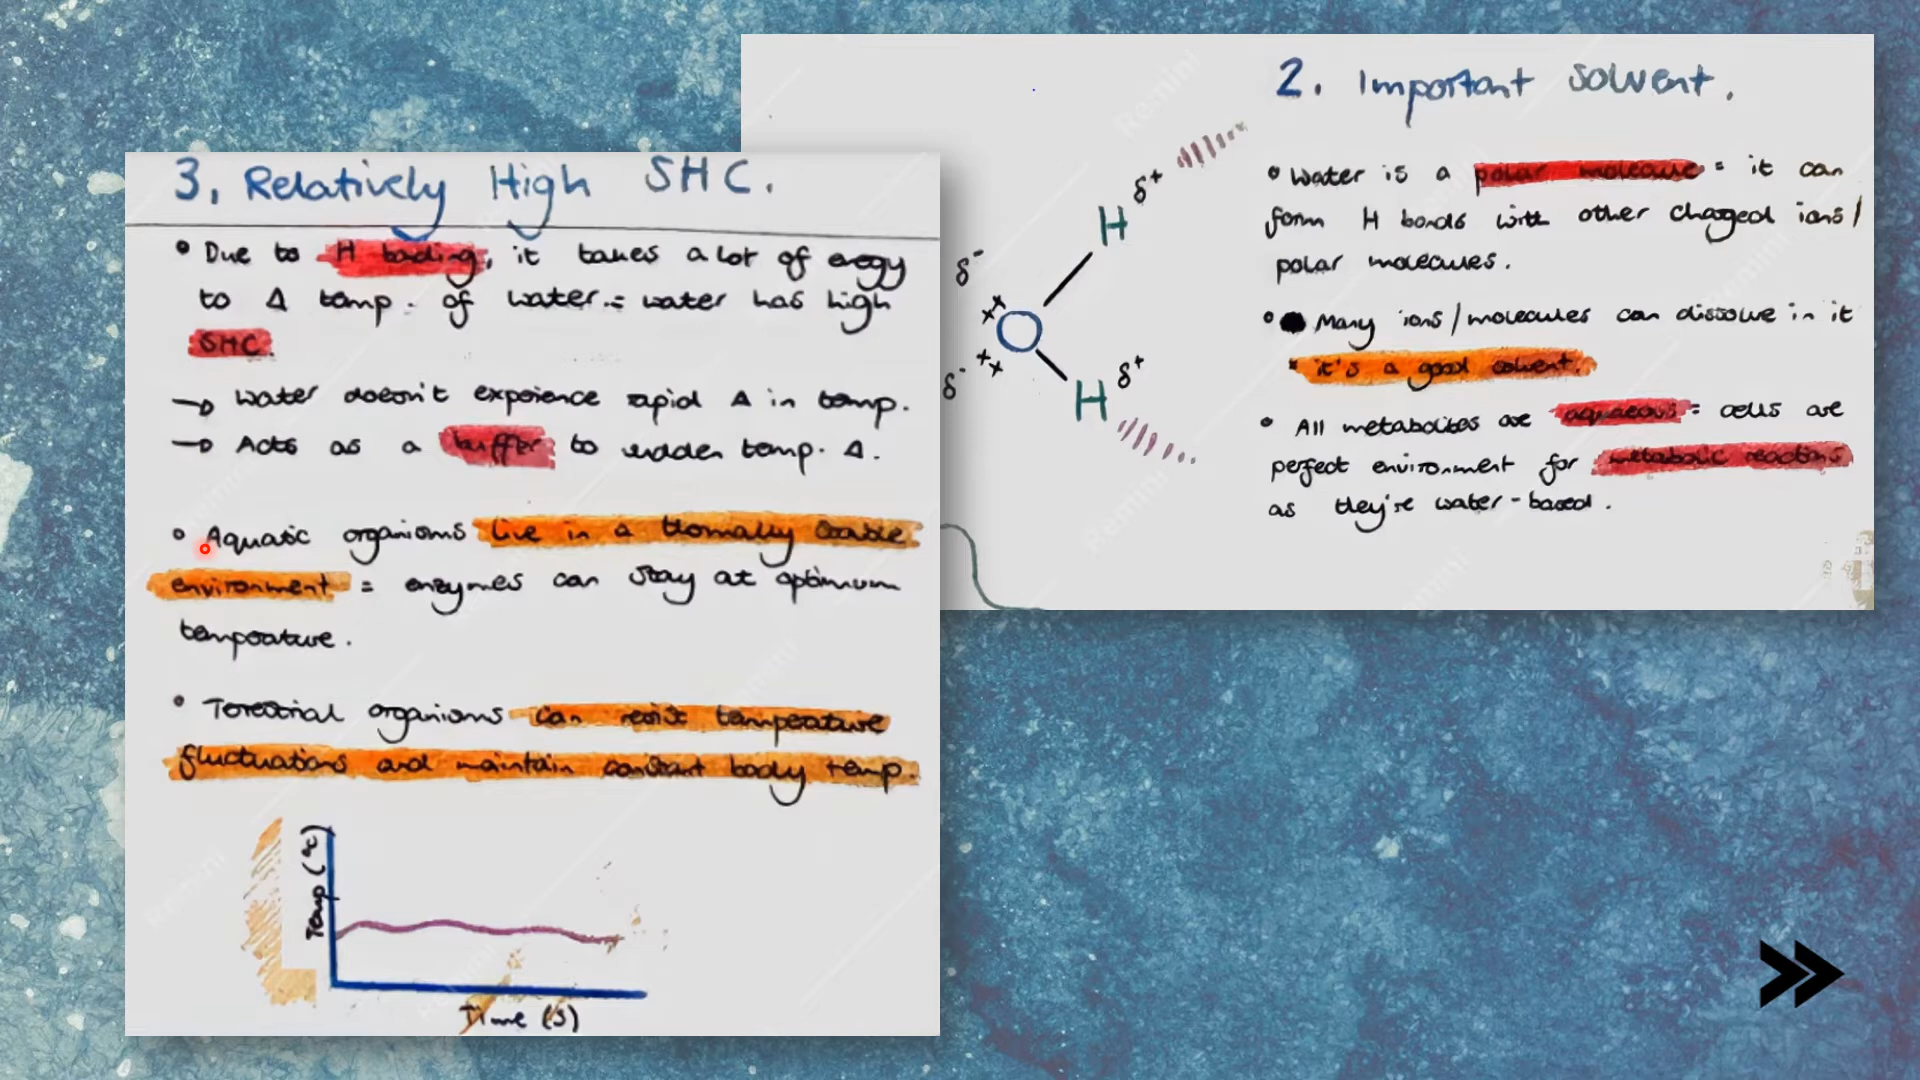 3, Relatively High SHC.
• Due to H bonding, it takes a lot of energy
to Δ temp. of water. = water has high
SHC.
→ Water doesn't experience rapid Δ in temp.
→ Acts as a buffer to sudden temp. Δ.
• Aquatic organisms live in a thermally stable
environment = enzymes can stay at optimum
temperature.
• Terrestrial organisms can resist temperature
fluctuations and maintain constant body temp.
Temp (°C)
Time (s)
2. Important Solvent.
• Water is a polar molecule = it can
form H bonds with other charged ions/
polar molecules.
• Many ions/molecules can dissolve in it
• it's a good solvent.
• All metabolites are aqueous = cells are
perfect environment for metabolic reactions
as they're water-based.
δ+
H
δ-
O
δ-
H δ+
Remini